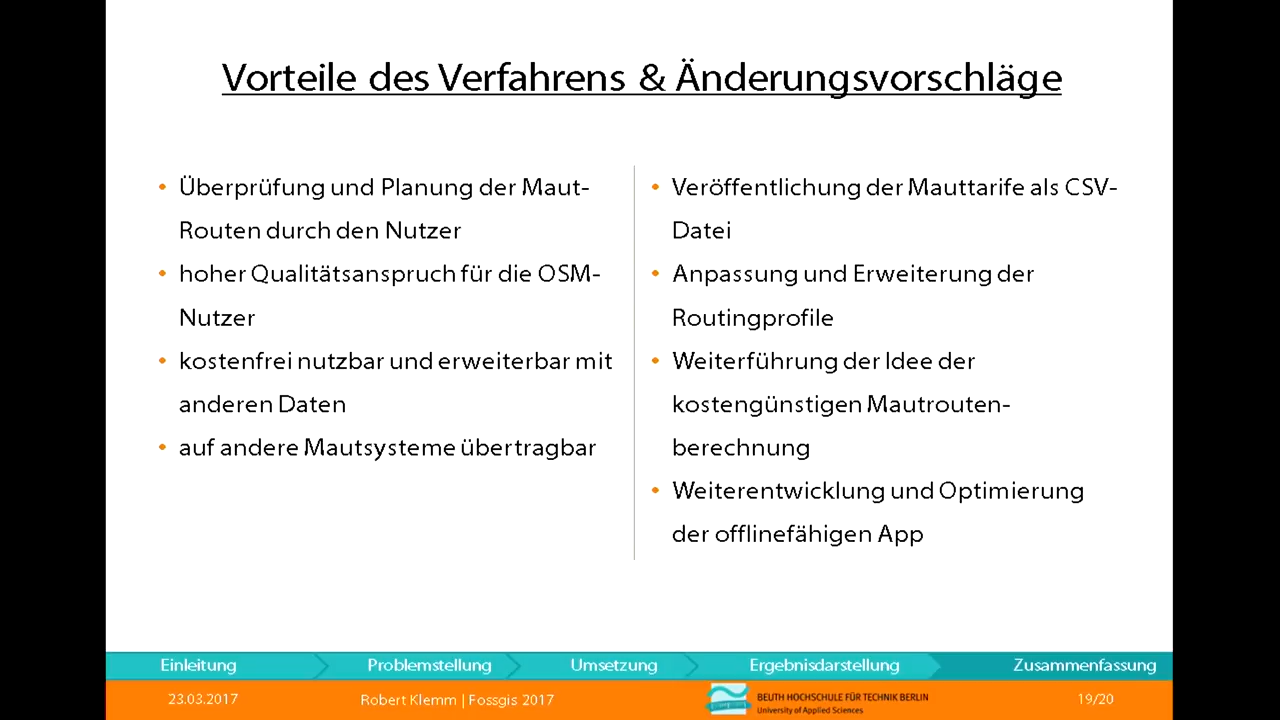 Vorteile des Verfahrens & Änderungsvorschläge
• Überprüfung und Planung der Maut-
Routen durch den Nutzer
• hoher Qualitätsanspruch für die OSM-
Nutzer
• kostenfrei nutzbar und erweiterbar mit
anderen Daten
• auf andere Mautsysteme übertragbar
• Veröffentlichung der Mauttarife als CSV-
Datei
• Anpassung und Erweiterung der
Routingprofile
• Weiterführung der Idee der
kostengünstigen Mautrouten-
berechnung
• Weiterentwicklung und Optimierung
der offlinefähigen App
Einleitung Problemstellung Umsetzung Ergebnisdarstellung Zusammenfassung
23.03.2017 Robert Klemm | Fossgis 2017 BEUTH HOCHSCHULE FÜR TECHNIK BERLIN 19/20
University of Applied Sciences